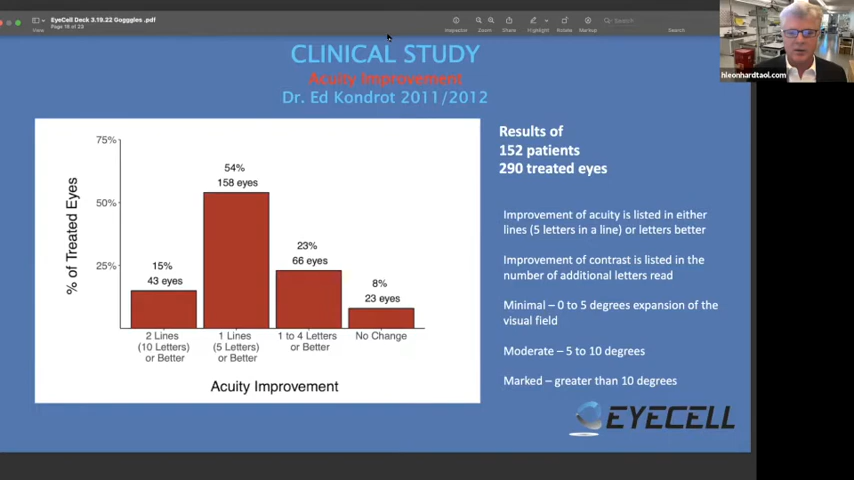 EyeCell Deck 3.19.22 Gugggles .pdf
Page 19 of 23
View
Inspector
Zoom
Share
Highlight
Rotate
Markup
Search
Search
hleonhardtaol.com
CLINICAL STUDY
Acuity Improvement
Dr. Ed Kondrot 2011/2012
75%
50%
25%
% of Treated Eyes
15%
43 eyes
54%
158 eyes
23%
66 eyes
8%
23 eyes
2 Lines
(10 Letters)
or Better
1 Lines
(5 Letters)
or Better
1 to 4 Letters
or Better
No Change
Acuity Improvement
Results of
152 patients
290 treated eyes
Improvement of acuity is listed in either
lines (5 letters in a line) or letters better
Improvement of contrast is listed in the
number of additional letters read
Minimal – 0 to 5 degrees expansion of the
visual field
Moderate – 5 to 10 degrees
Marked – greater than 10 degrees
EYECELL